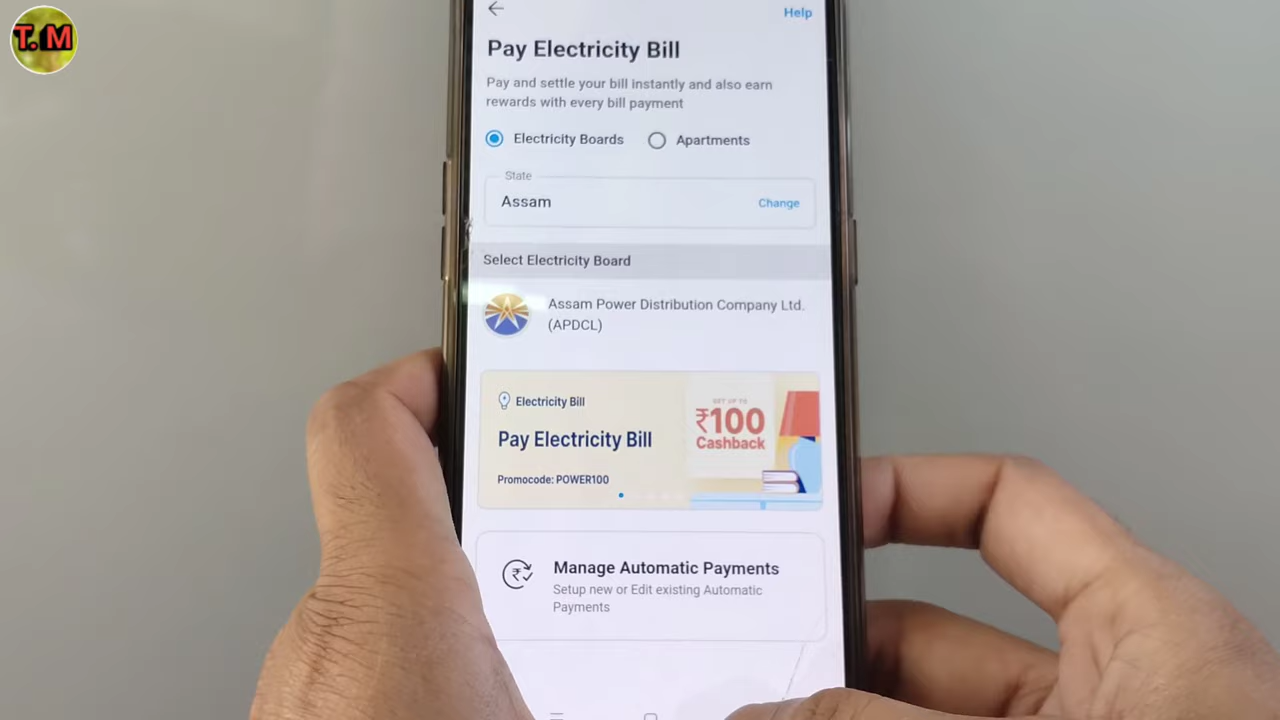 T. M
Help
Pay Electricity Bill
Pay and settle your bill instantly and also earn
rewards with every bill payment
Electricity Boards
Apartments
State
Assam
Change
Select Electricity Board
Assam Power Distribution Company Ltd.
(APDCL)
Electricity Bill
GET UP TO
₹100
Cashback
Pay Electricity Bill
Promocode: POWER100
Manage Automatic Payments
Setup new or Edit existing Automatic
Payments